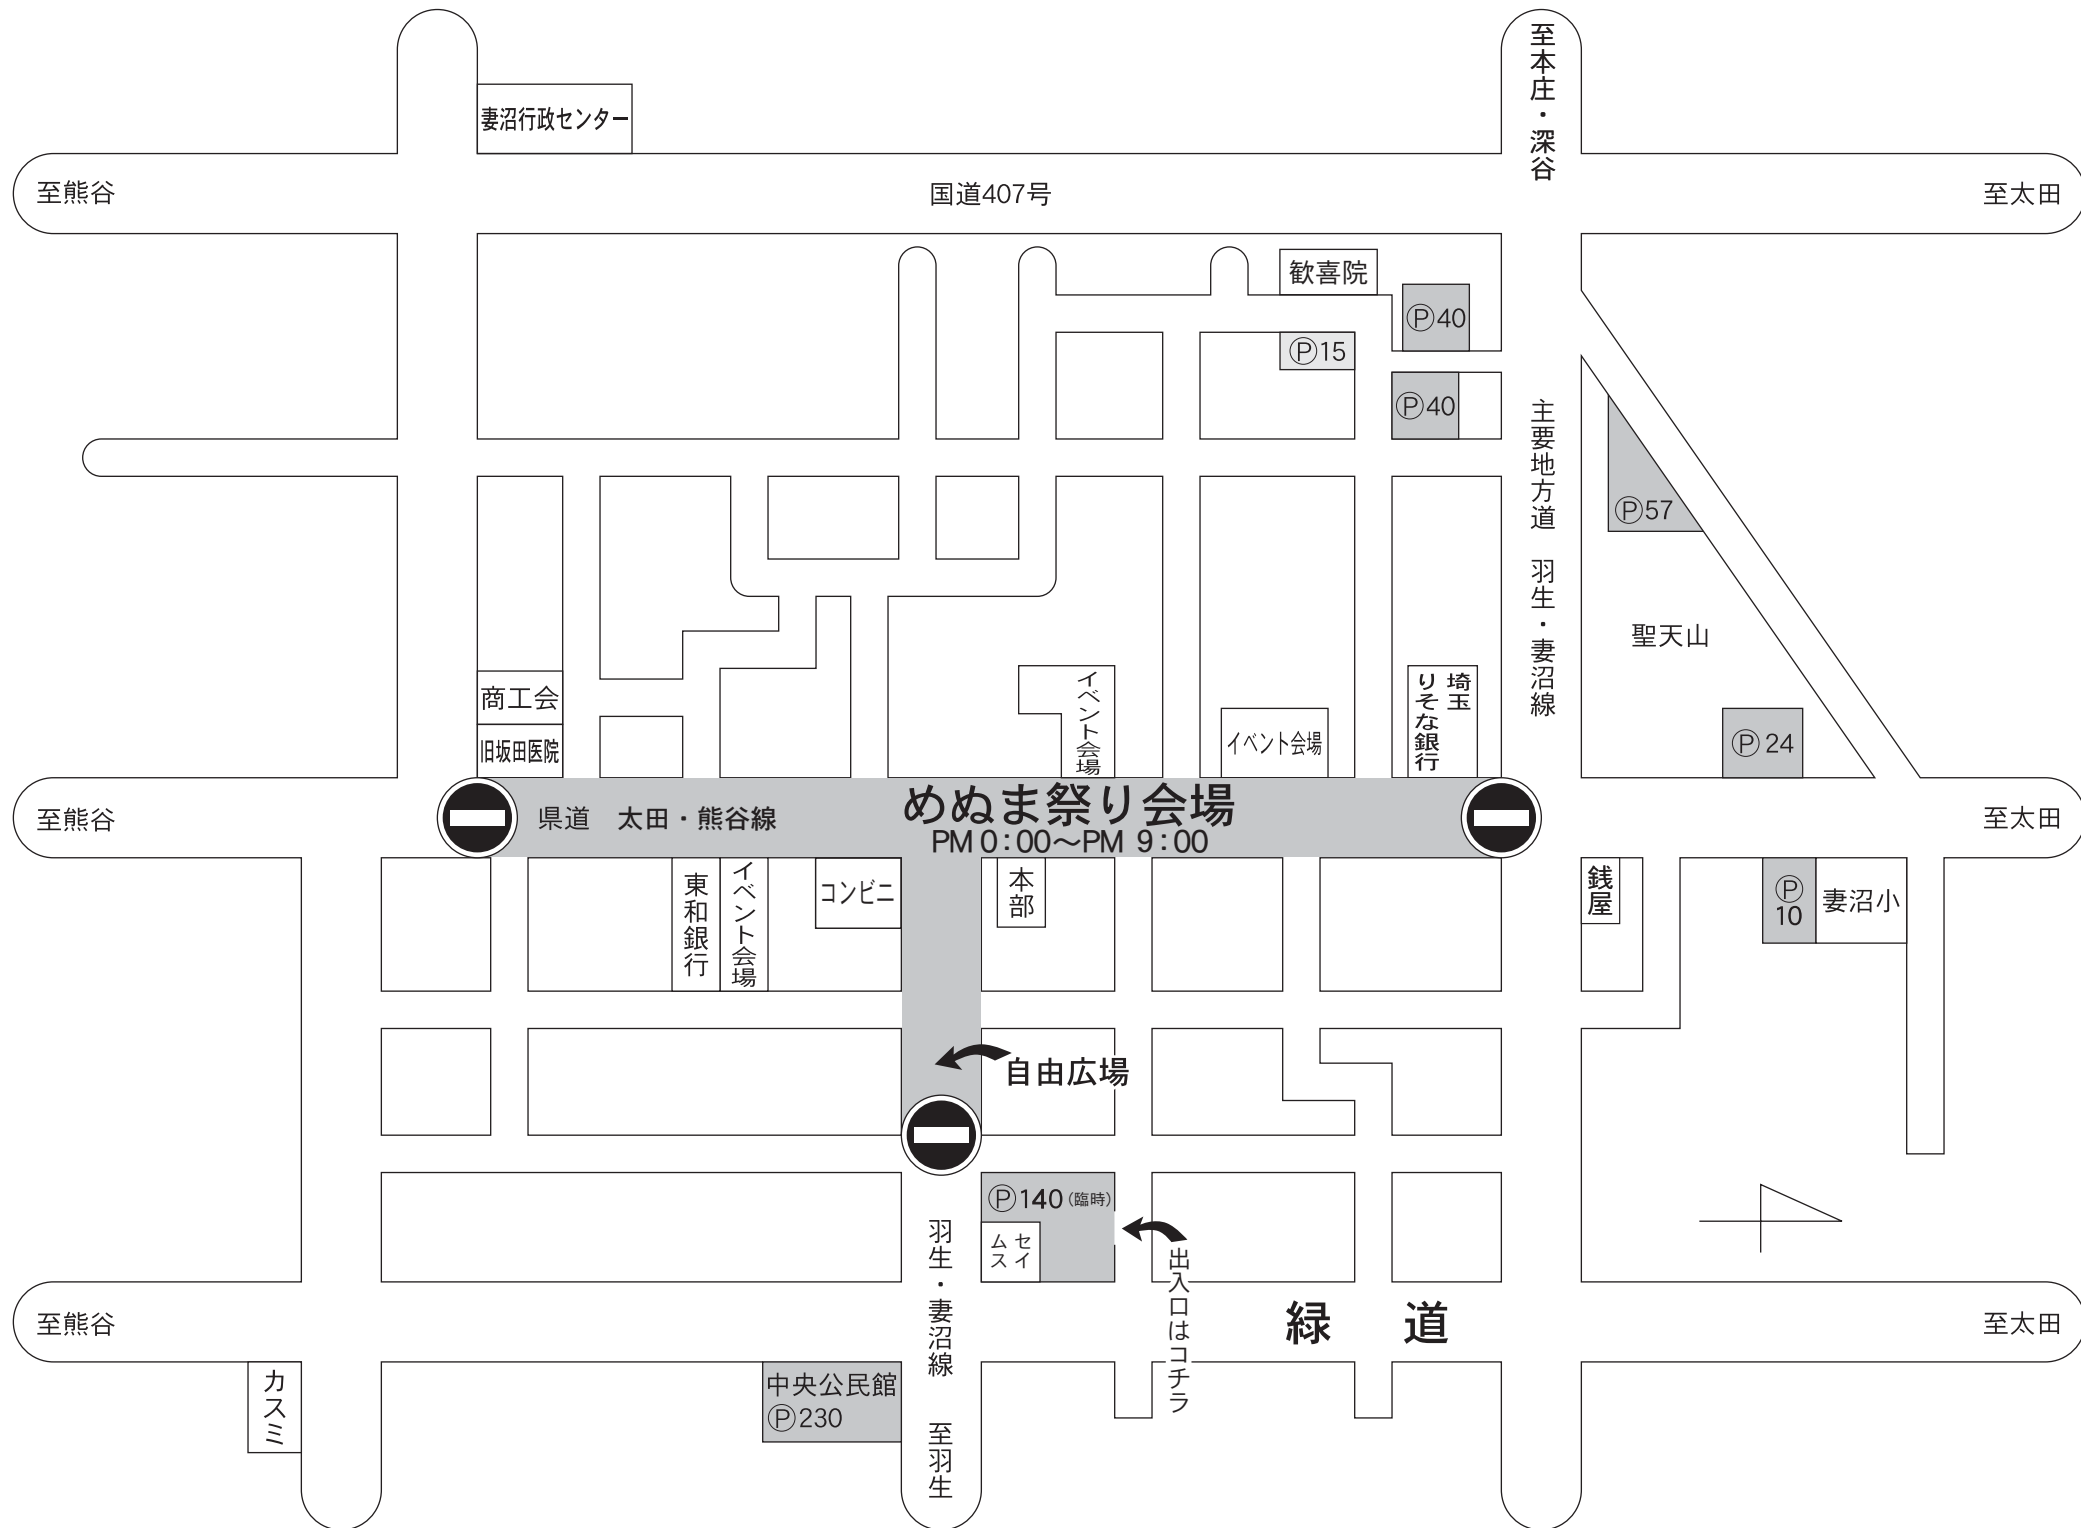 至本庄・深谷
妻沼行政センター
至熊谷
国道407号
至太田
歓喜院
Ⓟ40
Ⓟ15
Ⓟ40
主要地方道　羽生・妻沼線
Ⓟ57
聖天山
商工会
旧坂田医院
イベント会場
イベント会場
埼玉
りそな銀行
Ⓟ24
至熊谷
県道　太田・熊谷線
めぬま祭り会場
PM 0：00〜PM 9：00
至太田
東和銀行
イベント会場
コンビニ
本部
銭屋
Ⓟ
10
妻沼小
自由広場
Ⓟ140（臨時）
セイ
ムス
出入口はコチラ
羽生・妻沼線　至羽生
至熊谷
緑道
至太田
カスミ
中央公民館
Ⓟ230